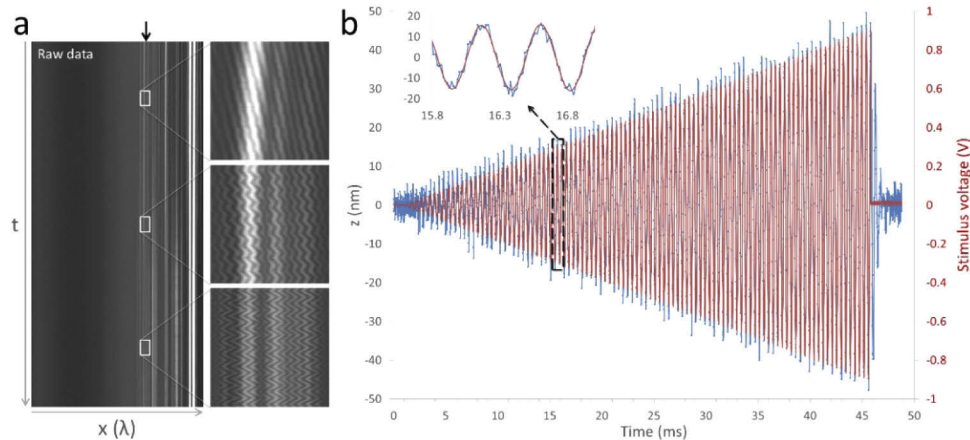 a
Raw data
t
x (λ)
b
z (nm)
50
40
30
20
10
0
-10
-20
-30
-40
-50
20
10
0
-10
20
15.8 16.3 16.8
1
0.8
0.6
0.4
0.2
0
-0.2
-0.4
-0.6
-0.8
-1
Stimulus voltage (V)
0 5 10 15 20 25 30 35 40 45 50
Time (ms)